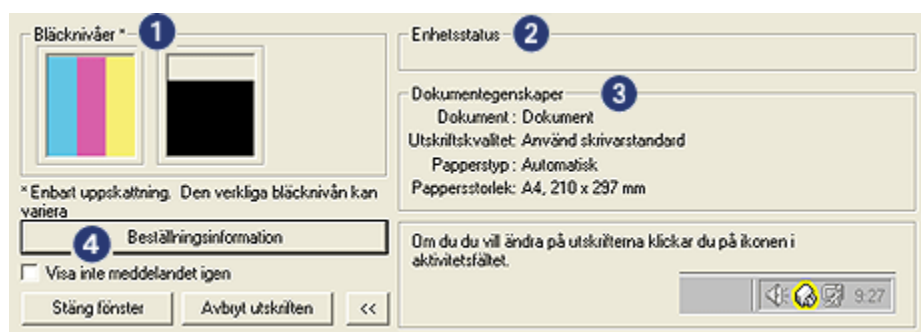 Bläcknivåer * 1
* Enbart uppskattning. Den verkliga bläcknivån kan
variera
4 Beställningsinformation
Visa inte meddelandet igen
Stäng fönster Avbryt utskriften <<
Enhetsstatus 2
Dokumentegenskaper 3
Dokument : Dokument
Utskriftskvalitet: Använd skrivarstandard
Papperstyp : Automatisk
Pappersstorlek: A4, 210 x 297 mm
Om du du vill ändra på utskrifterna klickar du på ikonen i
aktivitetsfältet.
9:27